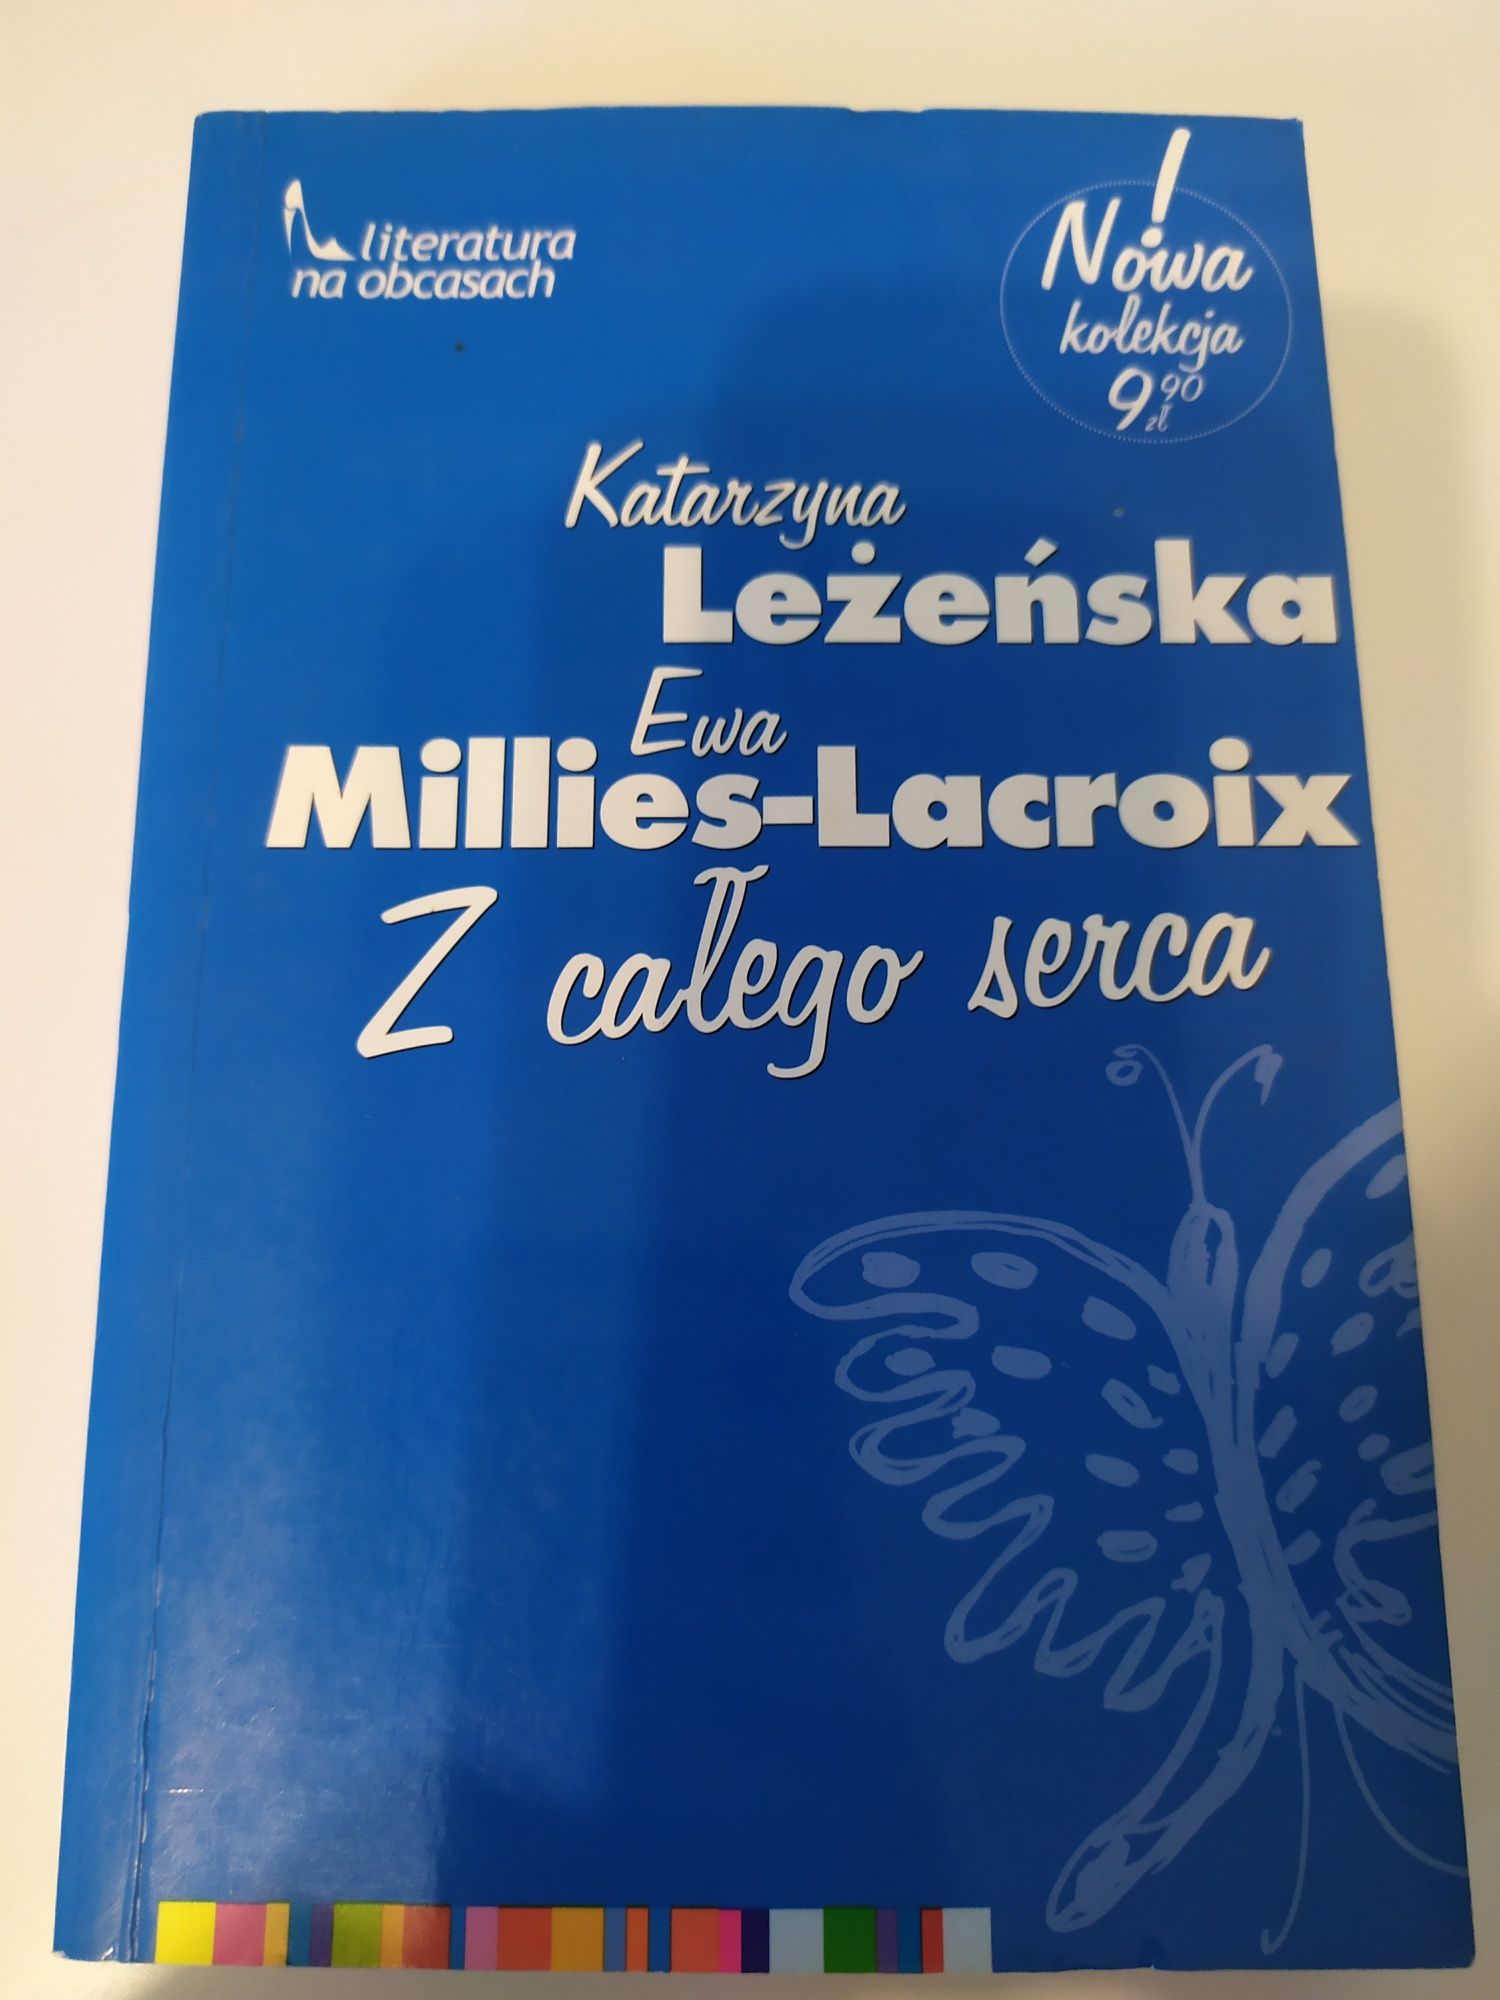 literatura
na obcasach
Nowa!
kolekcja
9 90 zł
Katarzyna
Leżeńska
Ewa
Millies-Lacroix
Z całego serca